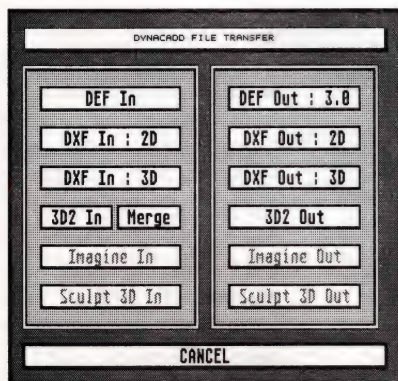 DYNACADD FILE TRANSFER
DEF In
DXF In : 2D
DXF In : 3D
3D2 In Merge
Imagine In
Sculpt 3D In
DEF Out : 3.0
DXF Out : 2D
DXF Out : 3D
3D2 Out
Imagine Out
Sculpt 3D Out
CANCEL